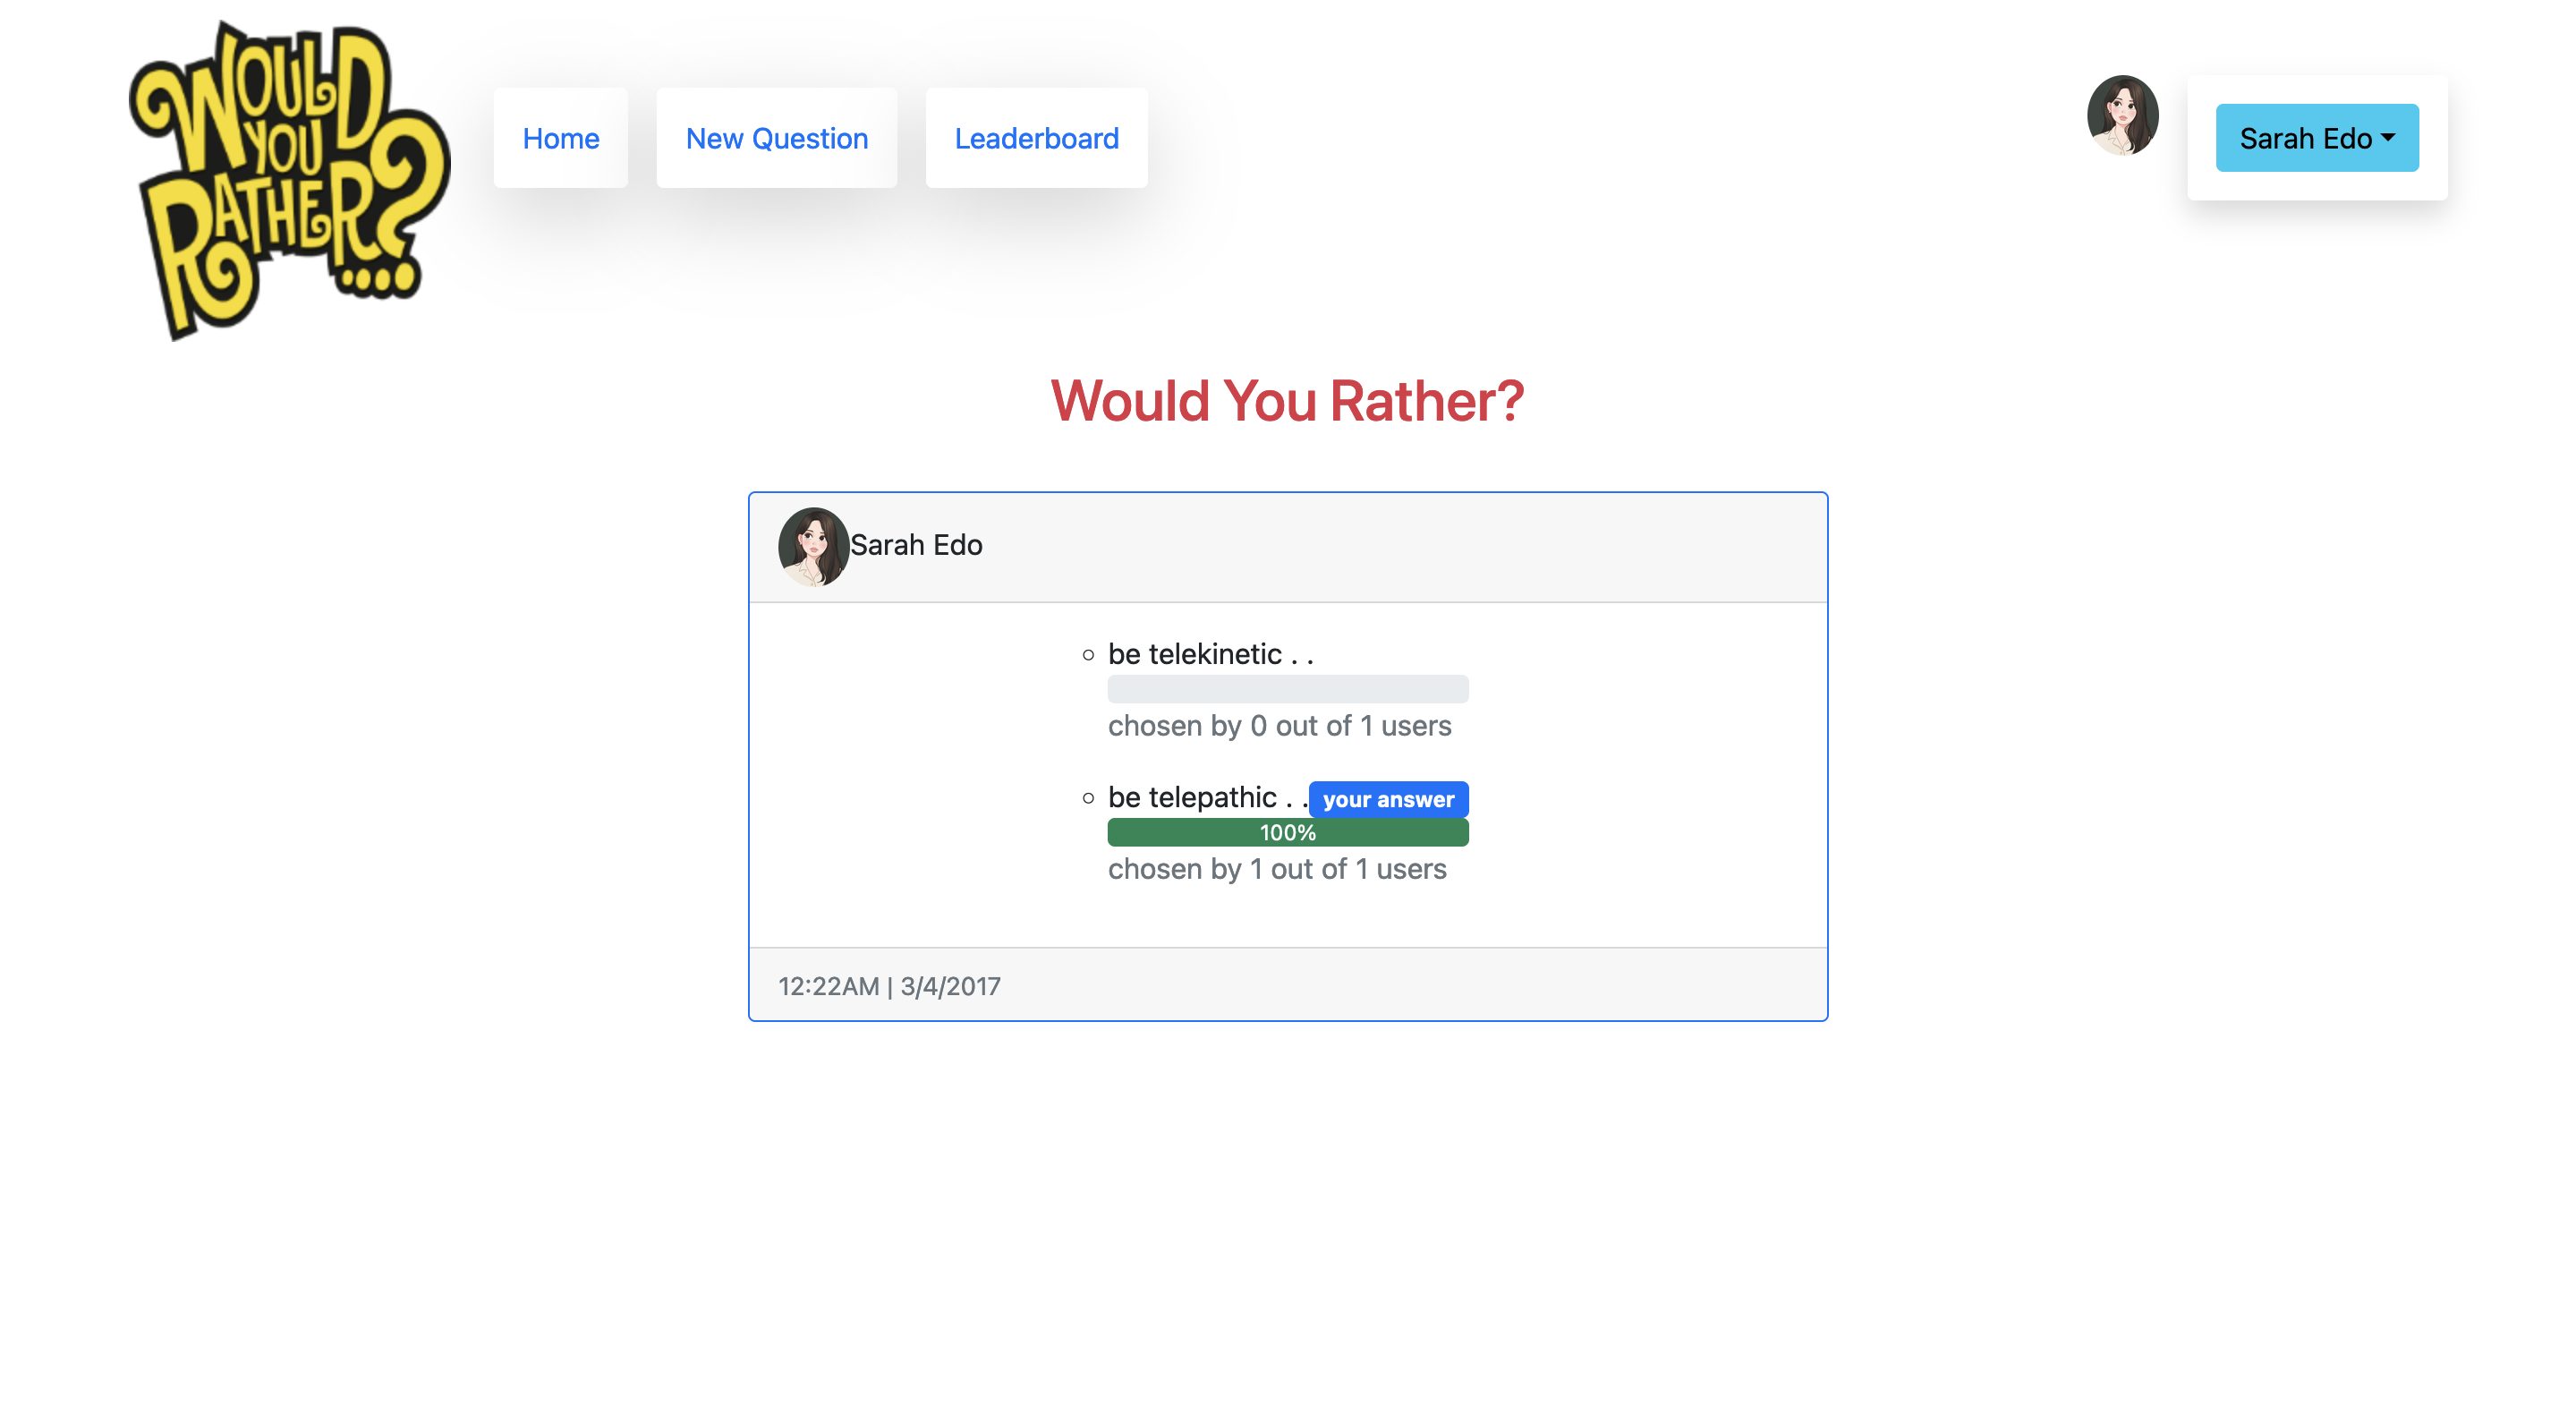 WOULD
YOU
RATHER?...
Home
New Question
Leaderboard
Sarah Edo
Would You Rather?
Sarah Edo
be telekinetic . .
chosen by 0 out of 1 users
be telepathic . . your answer
100%
chosen by 1 out of 1 users
12:22AM | 3/4/2017